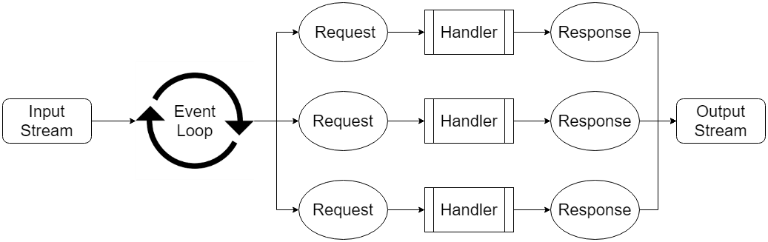 Input
Stream
Event
Loop
Request
Handler
Response
Request
Handler
Response
Request
Handler
Response
Output
Stream